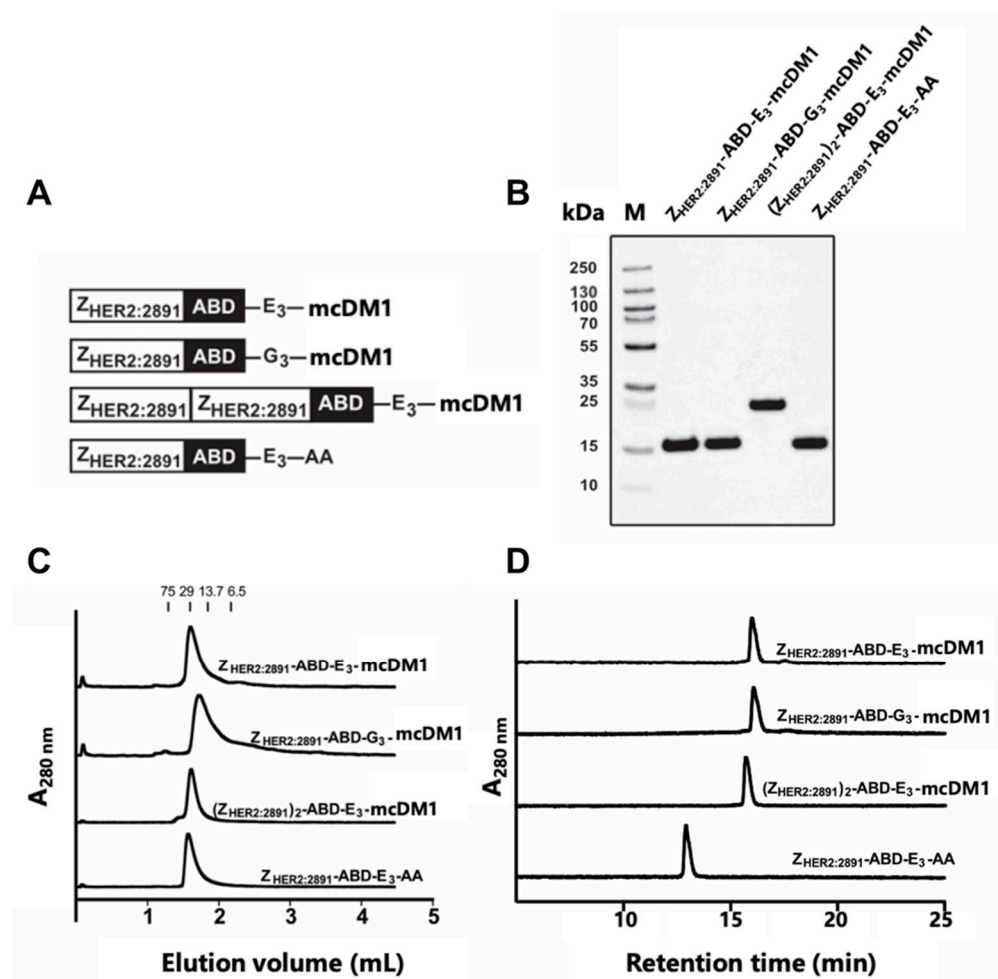 A
Z HER2:2891 ABD –E3– mcDM1
Z HER2:2891 ABD –G3– mcDM1
Z HER2:2891 Z HER2:2891 ABD –E3– mcDM1
Z HER2:2891 ABD –E3–AA
B
ZHER2:2891-ABD-E3-mcDM1
ZHER2:2891-ABD-G3-mcDM1
(ZHER2:2891)2-ABD-E3-mcDM1
ZHER2:2891-ABD-E3-AA
kDa M
250
130
100
70
55
35
25
15
10
C
75 29 13.7 6.5
ZHER2:2891-ABD-E3-mcDM1
ZHER2:2891-ABD-G3-mcDM1
(ZHER2:2891)2-ABD-E3-mcDM1
ZHER2:2891-ABD-E3-AA
A280 nm
1 2 3 4 5
Elution volume (mL)
D
ZHER2:2891-ABD-E3-mcDM1
ZHER2:2891-ABD-G3-mcDM1
(ZHER2:2891)2-ABD-E3-mcDM1
ZHER2:2891-ABD-E3-AA
A280 nm
10 15 20 25
Retention time (min)